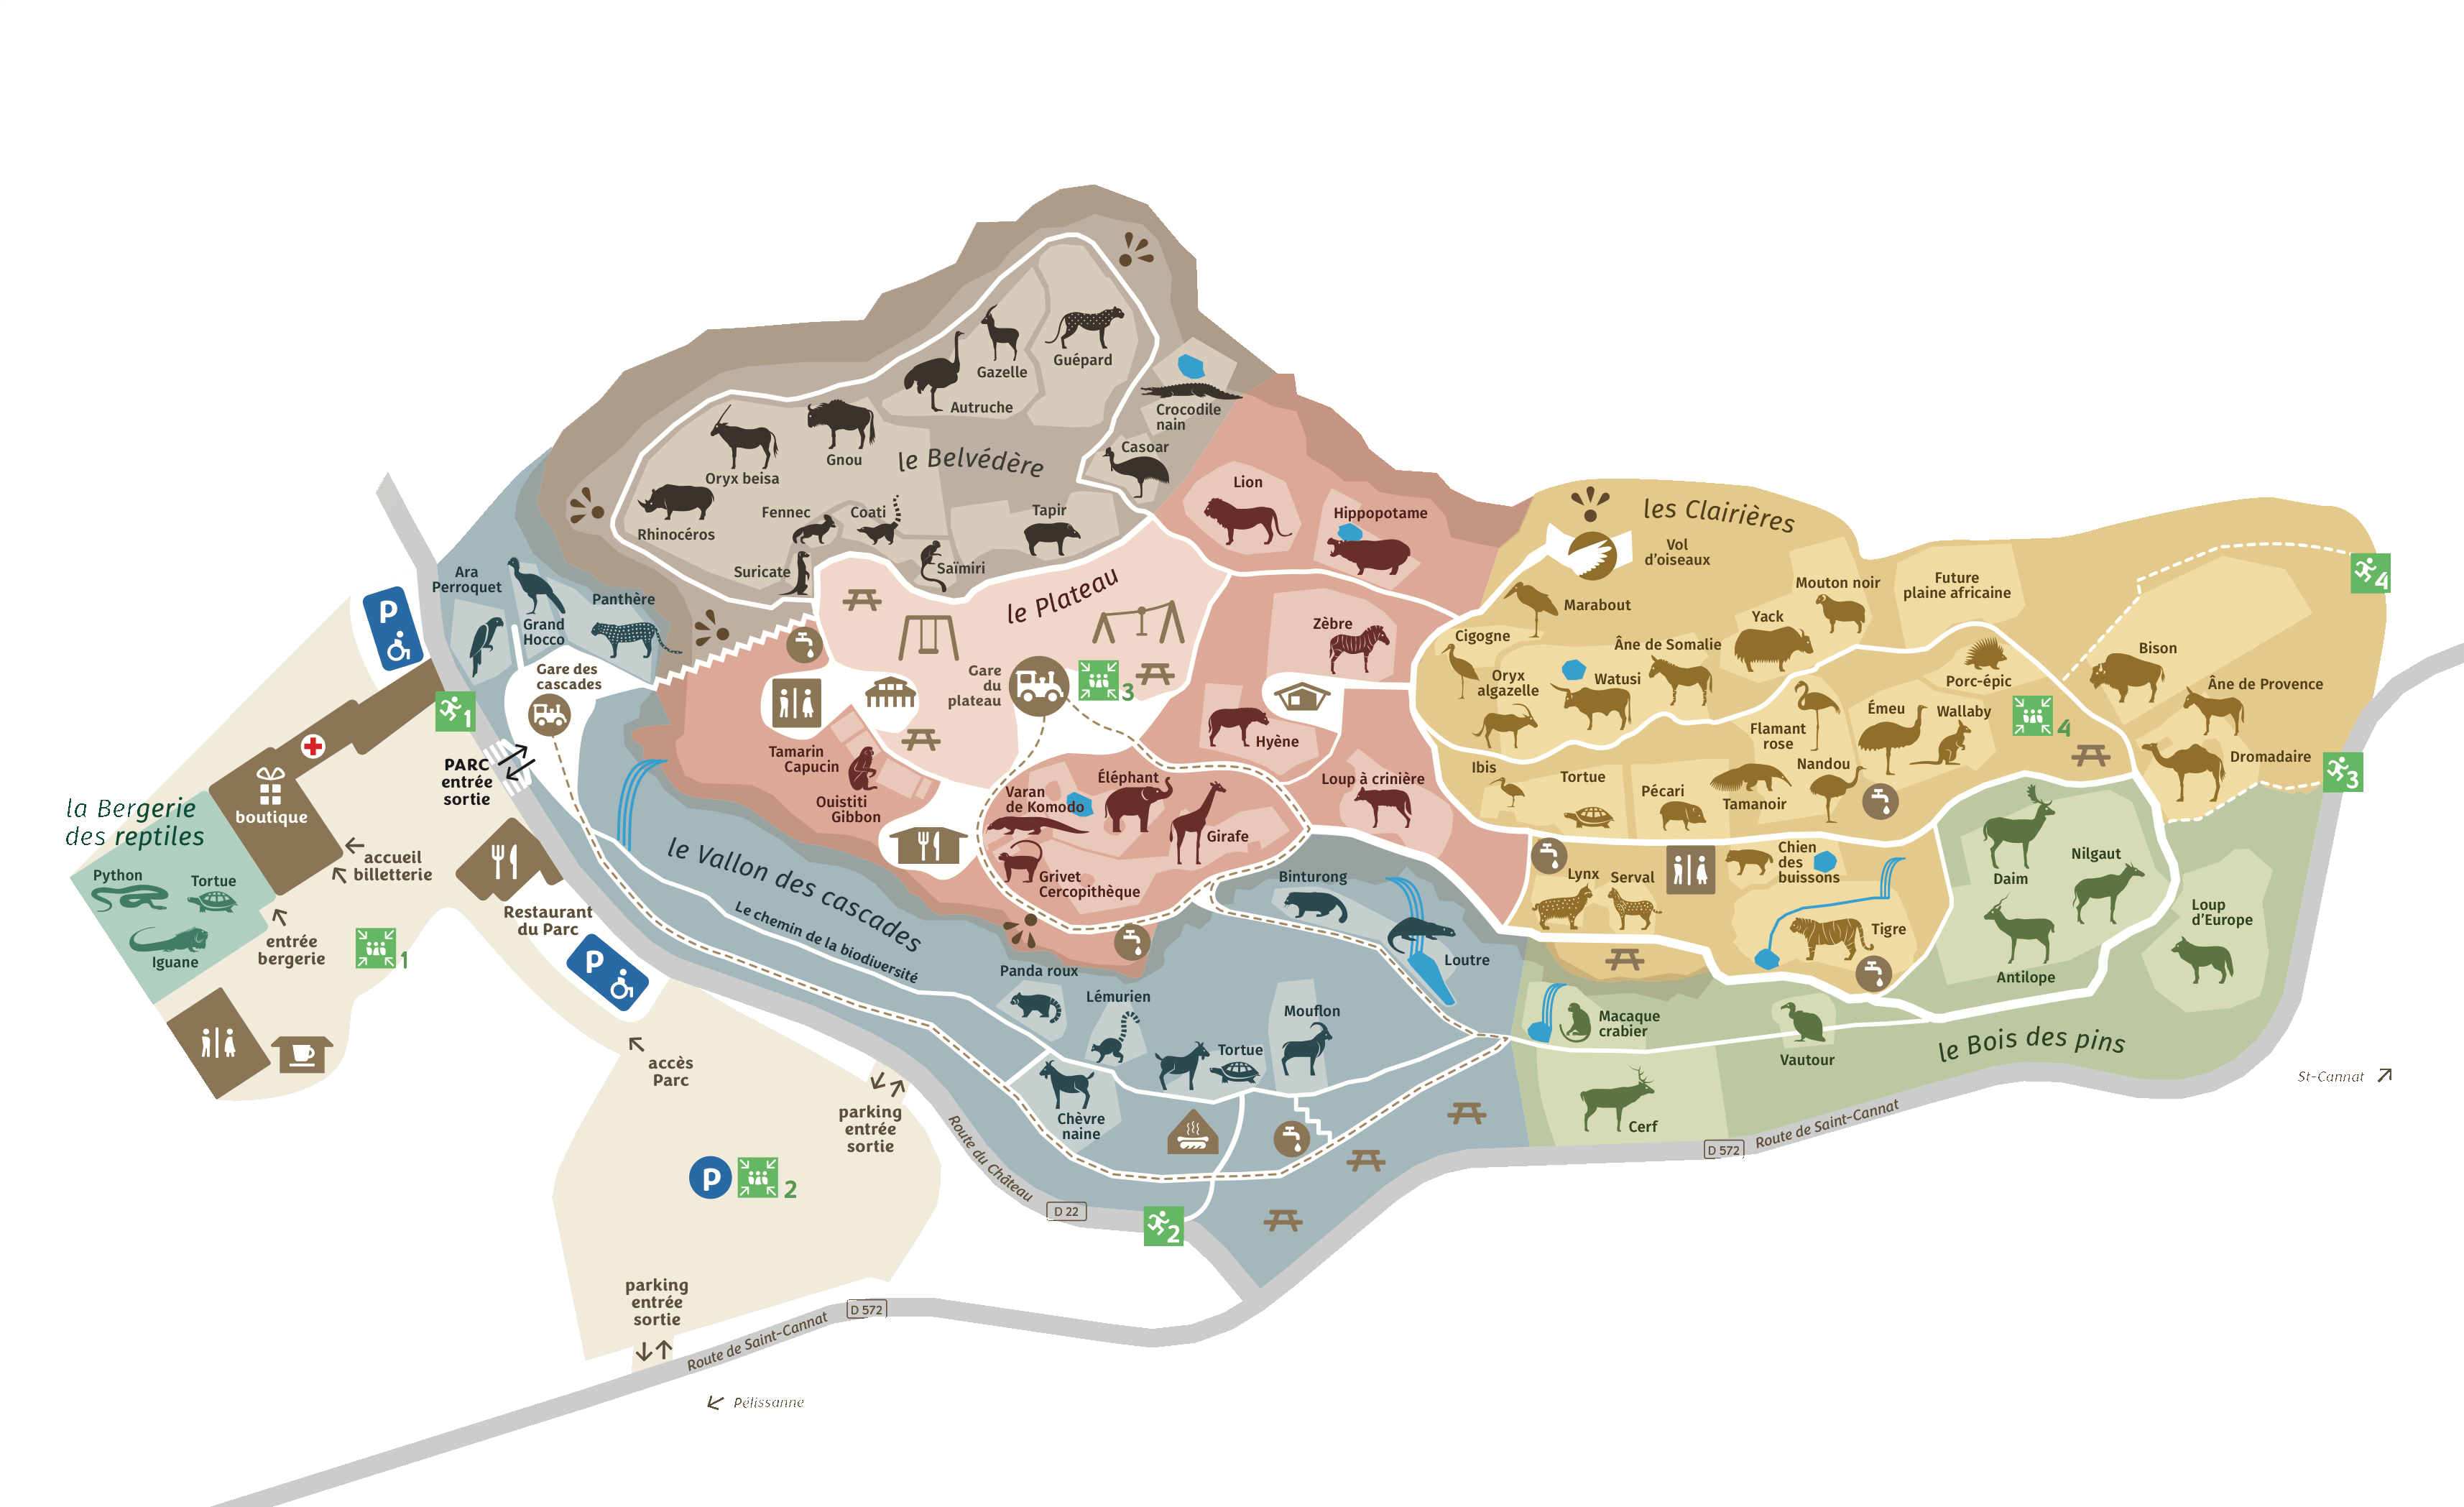 Guépard
Gazelle
Autruche
Crocodile
nain
Casoar
le Belvédère
Gnou
Oryx beisa
Rhinocéros
Fennec
Coati
Suricate
Saïmiri
Tapir
Lion
Hippopotame
le Plateau
Zèbre
Hyène
Loup à crinière
Gare
du
plateau
3
Tamarin
Capucin
Ouistiti
Gibbon
Varan
de Komodo
Éléphant
Girafe
Grivet
Cercopithèque
les Clairières
Vol
d'oiseaux
Marabout
Cigogne
Oryx
algazelle
Watusi
Âne de Somalie
Yack
Mouton noir
Future
plaine africaine
Porc-épic
Bison
Âne de Provence
Dromadaire
4
4
3
Flamant
rose
Émeu
Wallaby
Nandou
Ibis
Tortue
Pécari
Tamanoir
Lynx
Serval
Chien
des
buissons
Tigre
Daim
Nilgaut
Antilope
Loup
d'Europe
Macaque
crabier
Vautour
Cerf
le Bois des pins
St-Cannat
Ara
Perroquet
Grand
Hocco
Panthère
Gare des
cascades
P
1
PARC
entrée
sortie
la Bergerie
des reptiles
boutique
accueil
billetterie
Python
Tortue
Iguane
entrée
bergerie
1
Restaurant
du Parc
P
accès
Parc
parking
entrée
sortie
P
2
parking
entrée
sortie
le Vallon des cascades
Le chemin de la biodiversité
Binturong
Loutre
Panda roux
Lémurien
Mouflon
Tortue
Chèvre
naine
2
Route du Château
D 22
D 572
Route de Saint-Cannat
D 572
Route de Saint-Cannat
Pélissanne